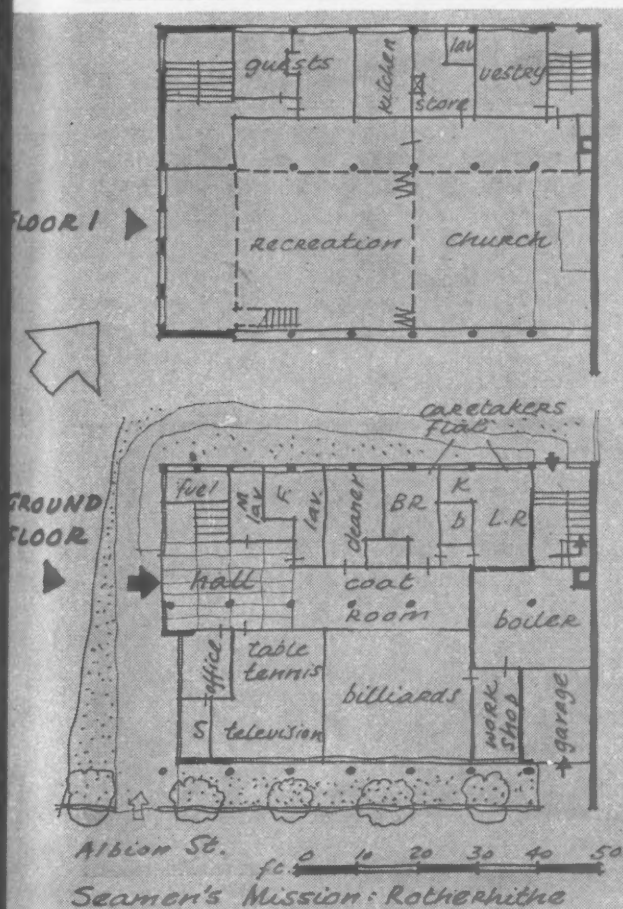 guests
kitchen
lav
store
vestry
FLOOR 1
recreation
church
caretakers
flat
GROUND
FLOOR
fuel
M
lav
F.
lav.
cleaner
BR
K
b
L.R
hall
coat
room
boiler
office
table
tennis
S
television
billiards
work
shop
garage
Albion St.
ft. 0 10 20 30 40 50
Seamen's Mission: Rotherhithe